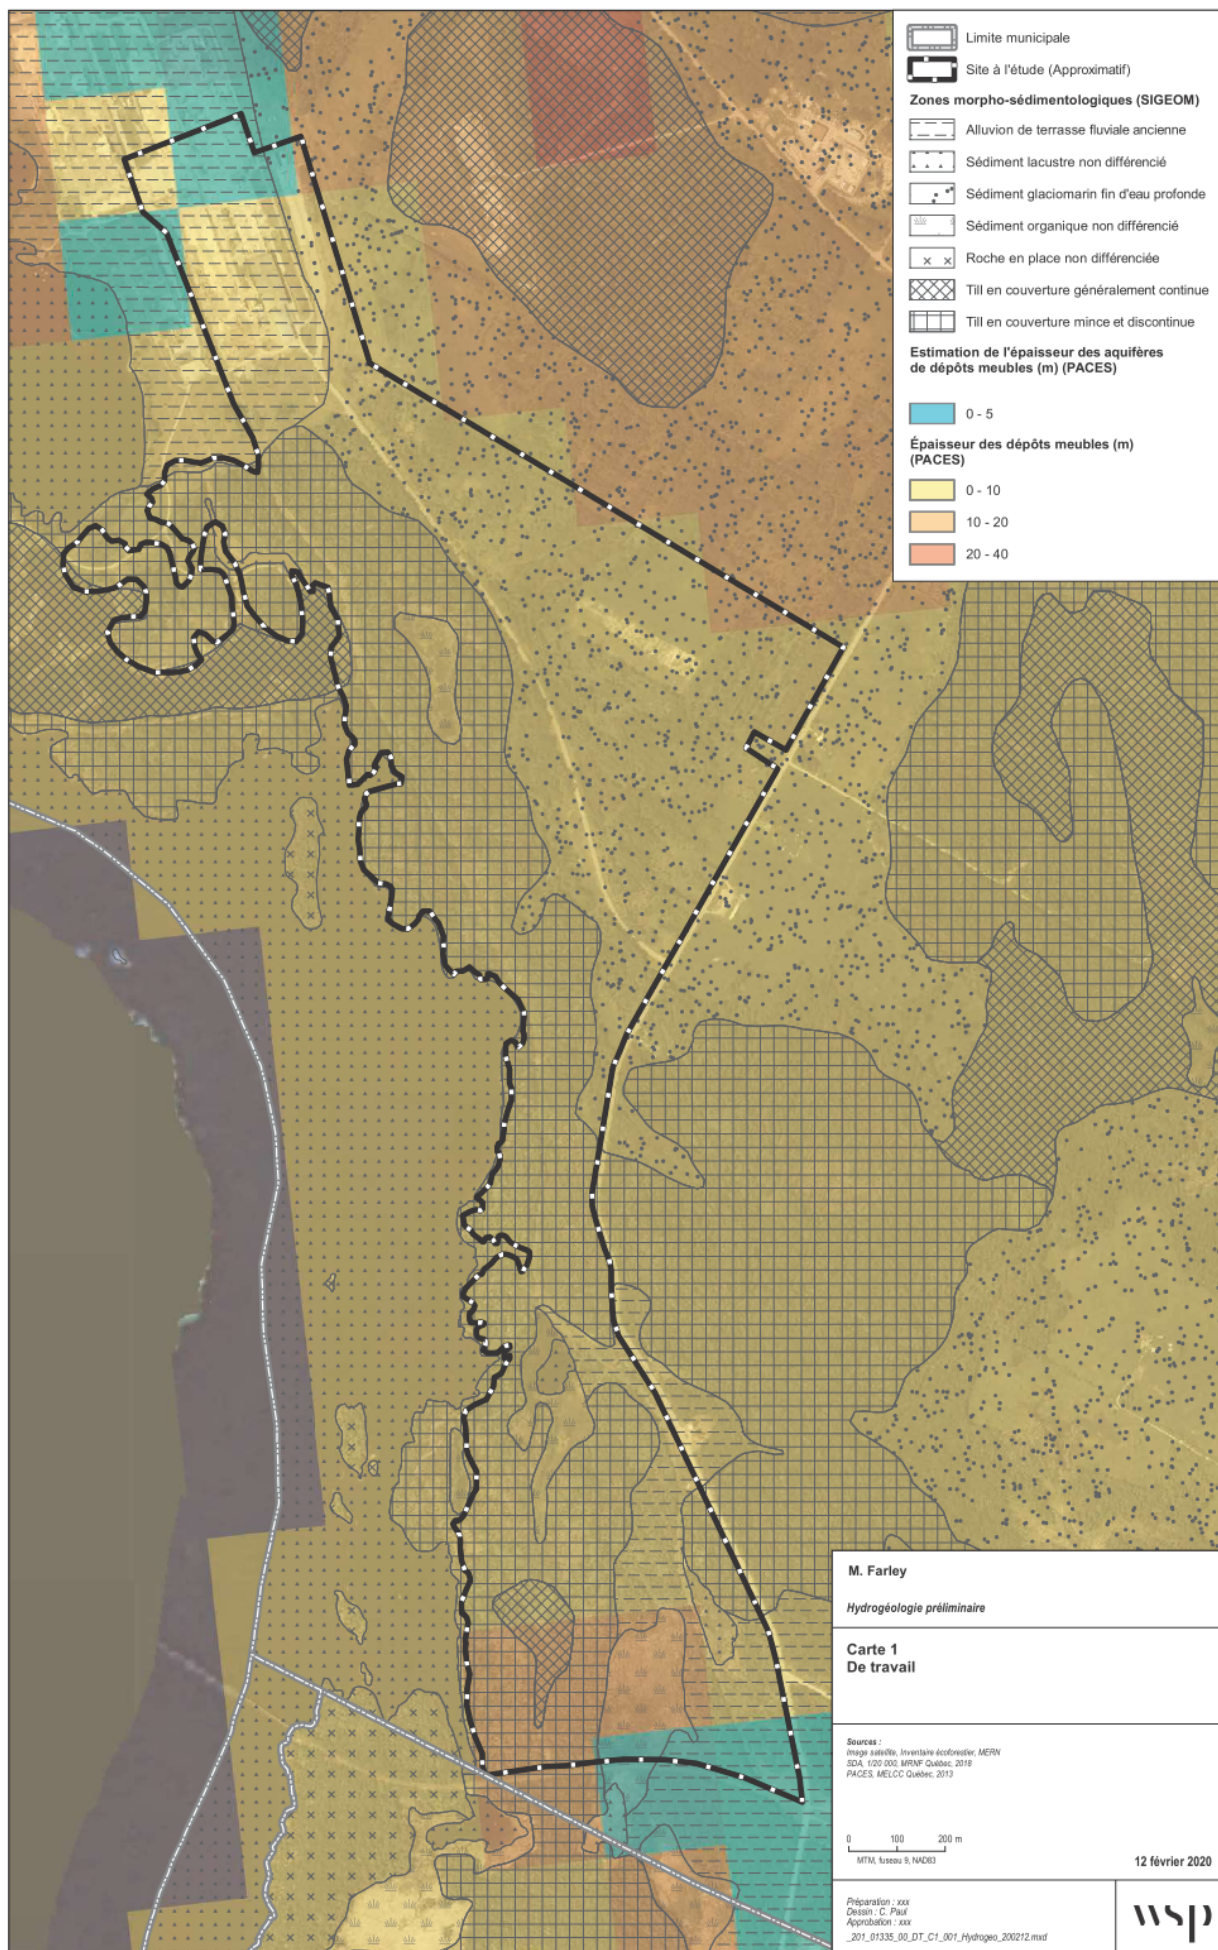 Limite municipale
Site à l'étude (Approximatif)
Zones morpho-sédimentologiques (SIGEOM)
Alluvion de terrasse fluviale ancienne
Sédiment lacustre non différencié
Sédiment glaciomarin fin d'eau profonde
Sédiment organique non différencié
Roche en place non différenciée
Till en couverture généralement continue
Till en couverture mince et discontinue
Estimation de l'épaisseur des aquifères
de dépôts meubles (m) (PACES)
0 - 5
Épaisseur des dépôts meubles (m)
(PACES)
0 - 10
10 - 20
20 - 40
M. Farley
Hydrogéologie préliminaire
Carte 1
De travail
Sources :
Image satellite, Inventaire écoforestier, MERN
SDA, 1/20 000, MRNF Québec, 2018
PACES, MELCC Québec, 2013
0 100 200 m
MTM, fuseau 9, NAD83
12 février 2020
Préparation : xxx
Dessin : C. Paul
Approbation : xxx
_201_01335_00_DT_C1_001_Hydrogeo_200212.mxd
wsp